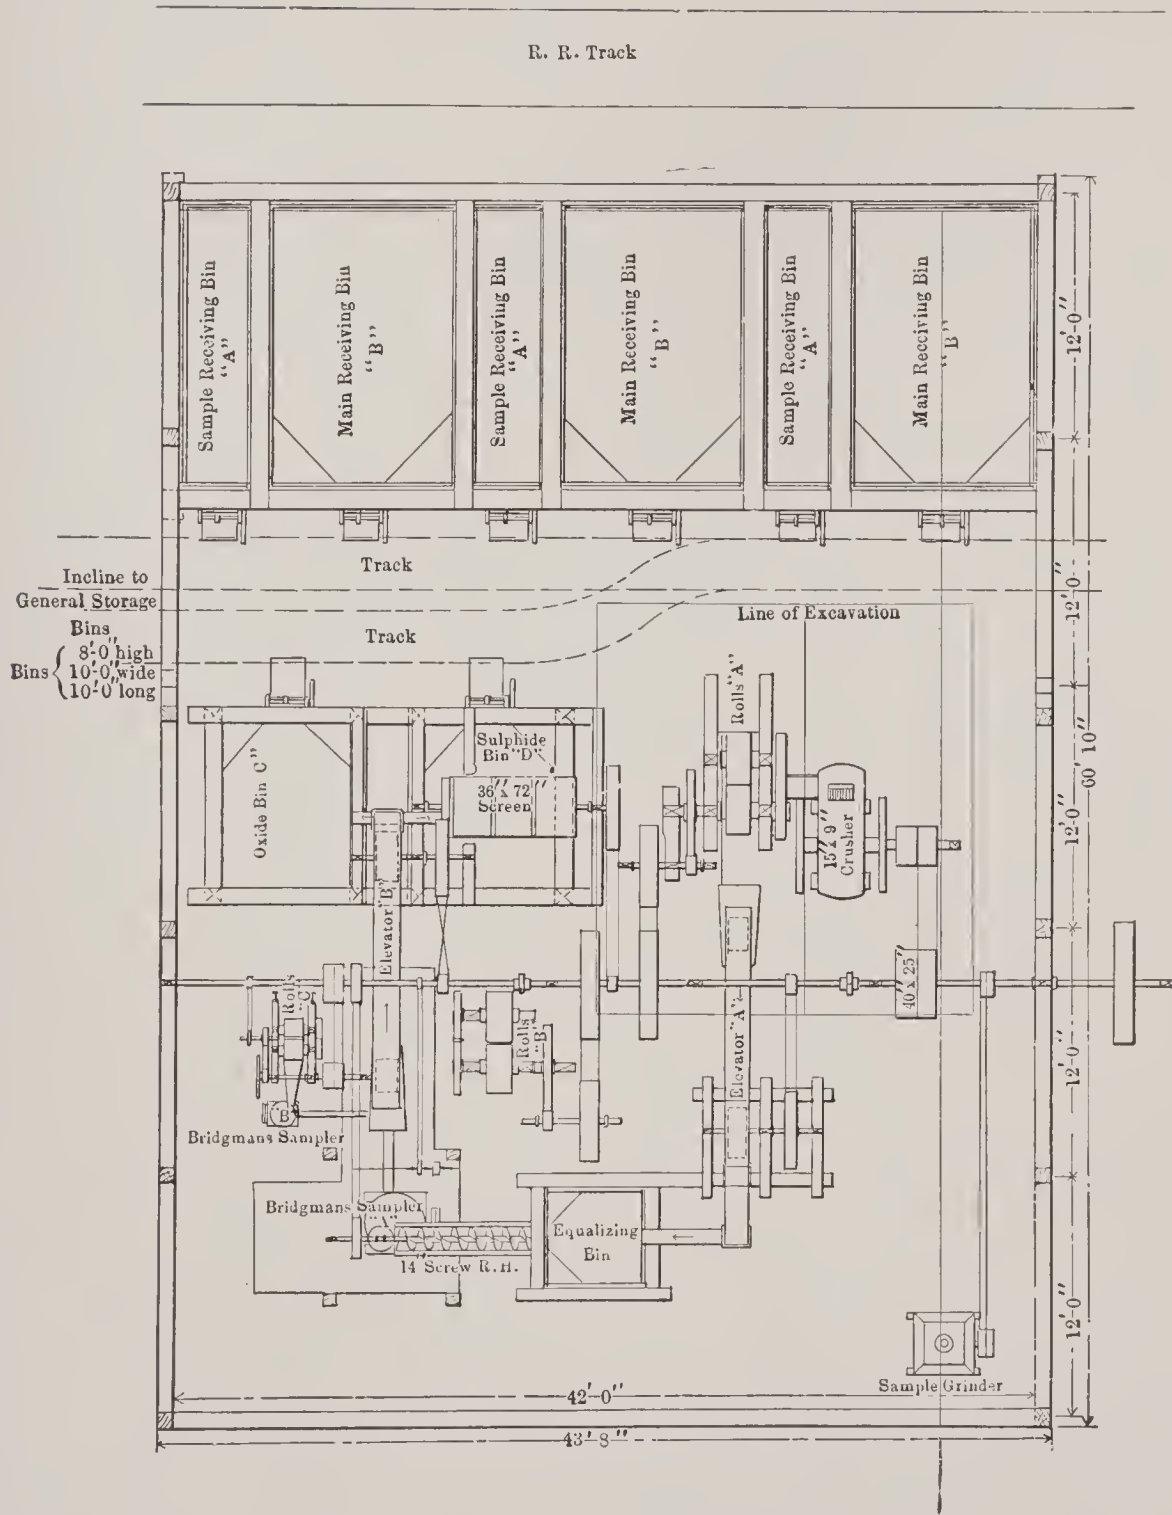 R. R. Track
Sample Receiving Bin
"A"
Main Receiving Bin
"B"
Sample Receiving Bin
"A"
Main Receiving Bin
"B"
Sample Receiving Bin
"A"
Main Receiving Bin
"B"
12'-0"
Track
Incline to
General Storage
Bins
Bins
8'-0" high
10'-0" wide
10'-0" long
Track
Line of Excavation
12'-0"
Rolls "A"
Sulphide
Bin "D"
36" x 72"
Screen
Oxide Bin C"
15" x 9"
Crusher
60' 10"
12'-0"
Elevator "B"
Rolls
"C"
Rolls
"B"
Elevator "A"
40" x 25"
12'-0"
"B"
Bridgmans Sampler
Bridgmans Sampler
"A"
14" Screw R.H.
Equalizing
Bin
12'-0"
Sample Grinder
42'-0"
43'-8"